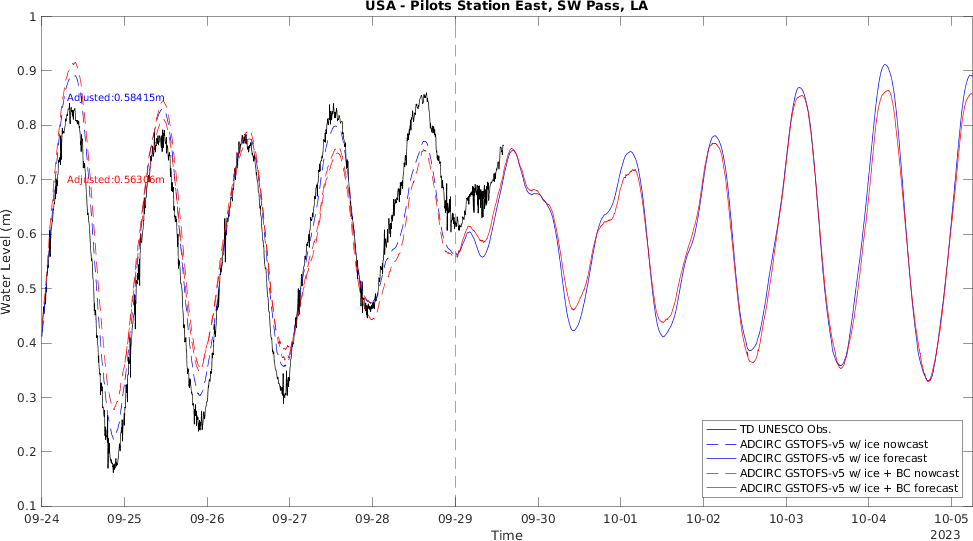 USA - Pilots Station East, SW Pass, LA
Water Level (m)
1
0.9
0.8
0.7
0.6
0.5
0.4
0.3
0.2
0.1
Adjusted:0.58415m
Adjusted:0.56306m
TD UNESCO Obs.
ADCIRC GSTOFS-v5 w/ ice nowcast
ADCIRC GSTOFS-v5 w/ ice forecast
ADCIRC GSTOFS-v5 w/ ice + BC nowcast
ADCIRC GSTOFS-v5 w/ ice + BC forecast
09-24 09-25 09-26 09-27 09-28 09-29 09-30 10-01 10-02 10-03 10-04 10-05
Time
2023